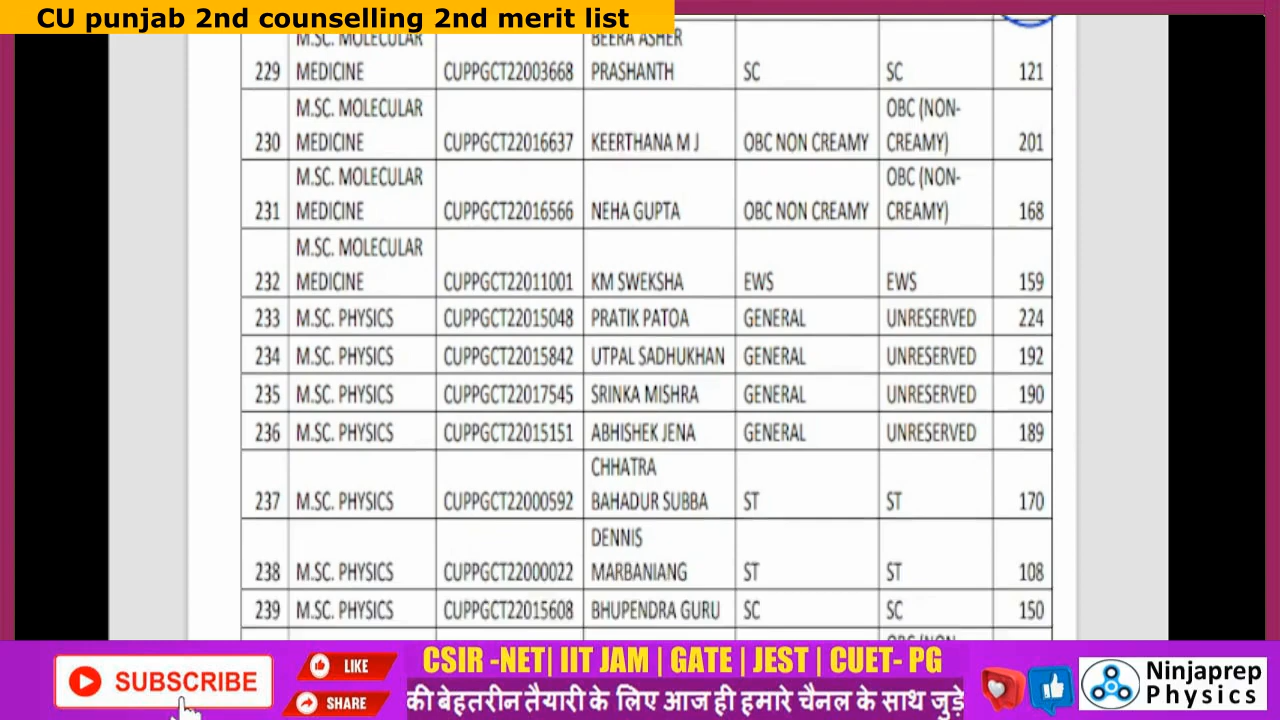 CU punjab 2nd counselling 2nd merit list
M.SC. MOLECULAR BEERA ASHER
229 MEDICINE CUPPGCT22003668 PRASHANTH SC SC 121
M.SC. MOLECULAR OBC (NON-
230 MEDICINE CUPPGCT22016637 KEERTHANA M J OBC NON CREAMY CREAMY) 201
M.SC. MOLECULAR OBC (NON-
231 MEDICINE CUPPGCT22016566 NEHA GUPTA OBC NON CREAMY CREAMY) 168
M.SC. MOLECULAR
232 MEDICINE CUPPGCT22011001 KM SWEKSHA EWS EWS 159
233 M.SC. PHYSICS CUPPGCT22015048 PRATIK PATOA GENERAL UNRESERVED 224
234 M.SC. PHYSICS CUPPGCT22015842 UTPAL SADHUKHAN GENERAL UNRESERVED 192
235 M.SC. PHYSICS CUPPGCT22017545 SRINKA MISHRA GENERAL UNRESERVED 190
236 M.SC. PHYSICS CUPPGCT22015151 ABHISHEK JENA GENERAL UNRESERVED 189
CHHATRA
237 M.SC. PHYSICS CUPPGCT22000592 BAHADUR SUBBA ST ST 170
DENNIS
238 M.SC. PHYSICS CUPPGCT22000022 MARBANIANG ST ST 108
239 M.SC. PHYSICS CUPPGCT22015608 BHUPENDRA GURU SC SC 150
OBC (NON-
SUBSCRIBE
LIKE
SHARE
CSIR -NET| IIT JAM | GATE | JEST | CUET- PG
की बेहतरीन तैयारी के लिए आज ही हमारे चैनल के साथ जुड़े
Ninjaprep
Physics